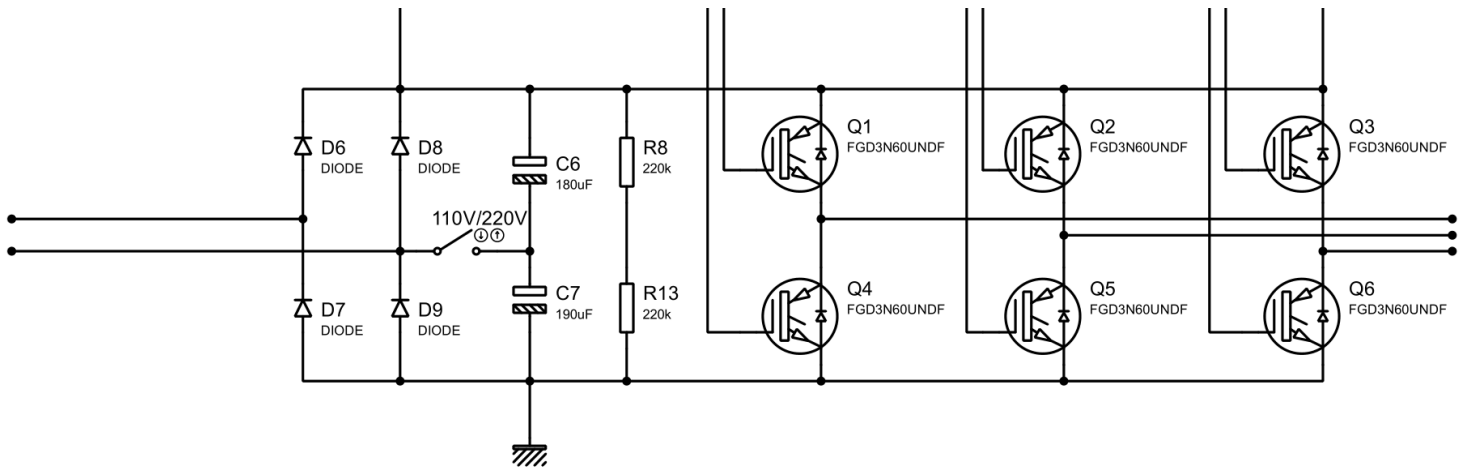 D6
DIODE
D8
DIODE
C6
180uF
R8
220k
Q1
FGD3N60UNDF
Q2
FGD3N60UNDF
Q3
FGD3N60UNDF
110V/220V
D7
DIODE
D9
DIODE
C7
190uF
R13
220k
Q4
FGD3N60UNDF
Q5
FGD3N60UNDF
Q6
FGD3N60UNDF